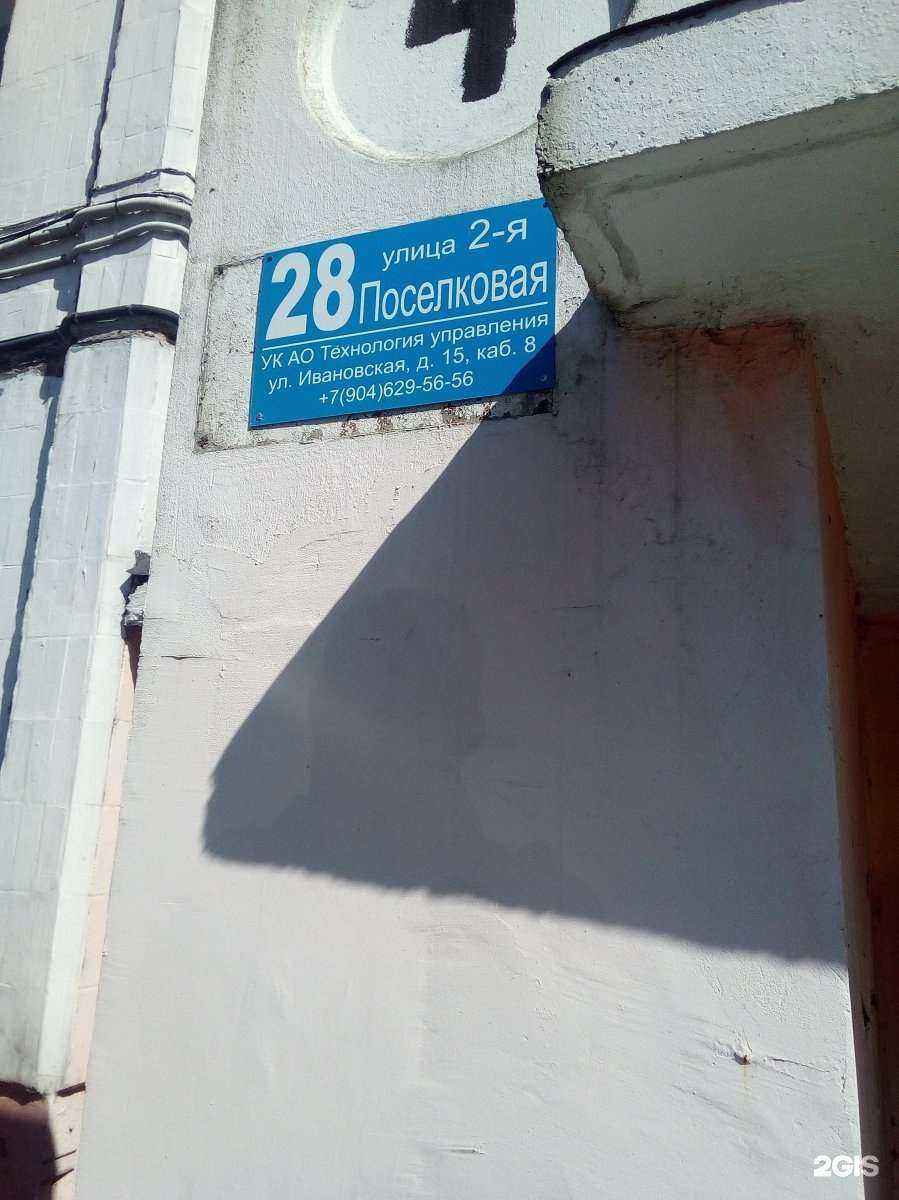 4
28 улица 2-я
Поселковая
УК АО Технология управления
ул. Ивановская, д. 15, каб. 8
+7(904)629-56-56
2GIS